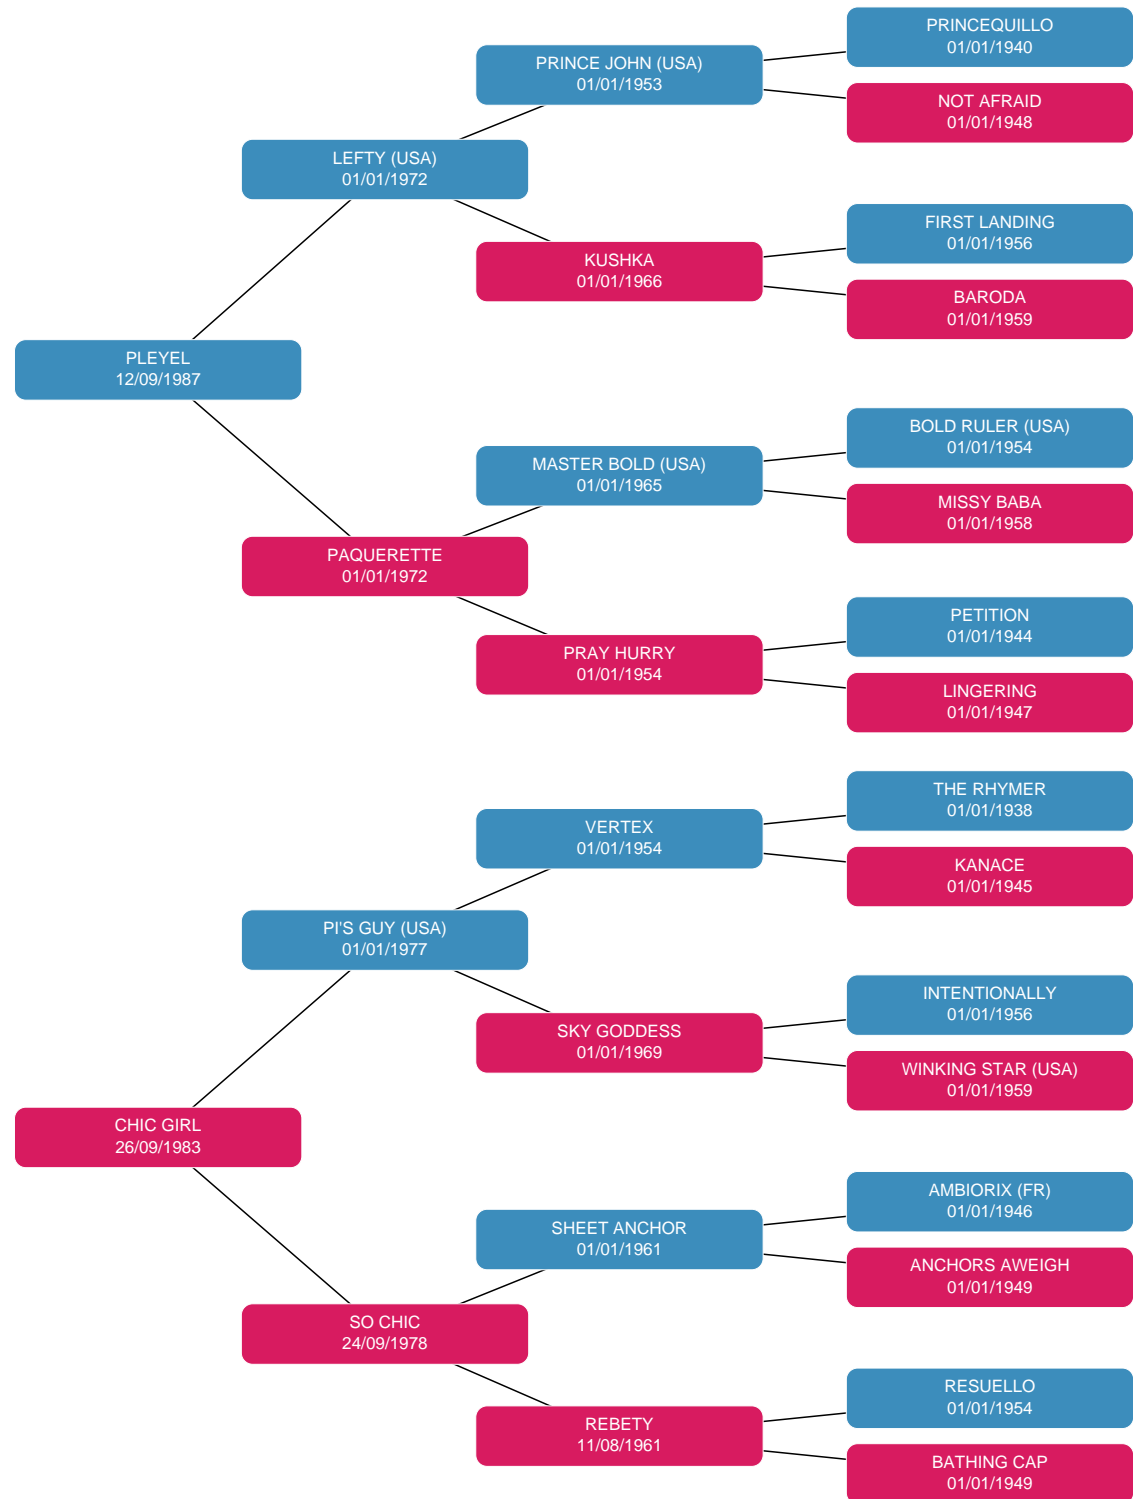 PRINCEQUILLO
01/01/1940
PRINCE JOHN (USA)
01/01/1953
NOT AFRAID
01/01/1948
LEFTY (USA)
01/01/1972
FIRST LANDING
01/01/1956
KUSHKA
01/01/1966
BARODA
01/01/1959
PLEYEL
12/09/1987
BOLD RULER (USA)
01/01/1954
MASTER BOLD (USA)
01/01/1965
MISSY BABA
01/01/1958
PAQUERETTE
01/01/1972
PETITION
01/01/1944
PRAY HURRY
01/01/1954
LINGERING
01/01/1947
THE RHYMER
01/01/1938
VERTEX
01/01/1954
KANACE
01/01/1945
PI'S GUY (USA)
01/01/1977
INTENTIONALLY
01/01/1956
SKY GODDESS
01/01/1969
WINKING STAR (USA)
01/01/1959
CHIC GIRL
26/09/1983
AMBIORIX (FR)
01/01/1946
SHEET ANCHOR
01/01/1961
ANCHORS AWEIGH
01/01/1949
SO CHIC
24/09/1978
RESUELLO
01/01/1954
REBETY
11/08/1961
BATHING CAP
01/01/1949